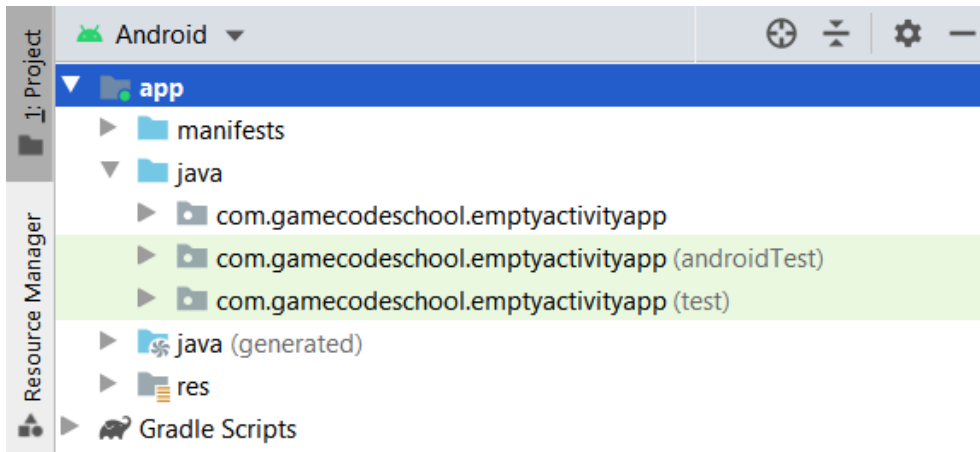 Android
1: Project
app
manifests
java
com.gamecodeschool.emptyactivityapp
com.gamecodeschool.emptyactivityapp (androidTest)
com.gamecodeschool.emptyactivityapp (test)
java (generated)
res
Gradle Scripts
Resource Manager